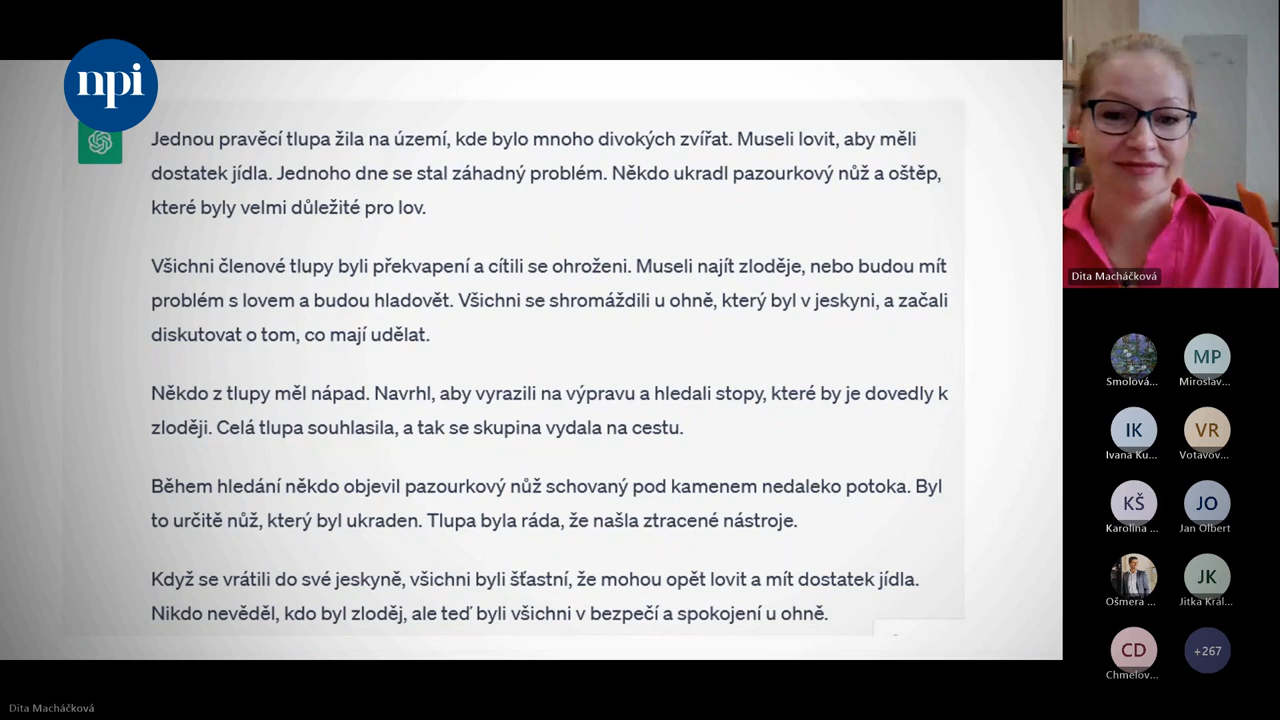 npi
Jednou pravěcí tlupa žila na území, kde bylo mnoho divokých zvířat. Museli lovit, aby měli
dostatek jídla. Jednoho dne se stal záhadný problém. Někdo ukradl pazourkový nůž a oštěp,
které byly velmi důležité pro lov.
Všichni členové tlupy byli překvapení a cítili se ohroženi. Museli najít zloděje, nebo budou mít
problém s lovem a budou hladovět. Všichni se shromáždili u ohně, který byl v jeskyni, a začali
diskutovat o tom, co mají udělat.
Někdo z tlupy měl nápad. Navrhl, aby vyrazili na výpravu a hledali stopy, které by je dovedly k
zloději. Celá tlupa souhlasila, a tak se skupina vydala na cestu.
Během hledání někdo objevil pazourkový nůž schovaný pod kamenem nedaleko potoka. Byl
to určitě nůž, který byl ukraden. Tlupa byla ráda, že našla ztracené nástroje.
Když se vrátili do své jeskyně, všichni byli šťastní, že mohou opět lovit a mít dostatek jídla.
Nikdo nevěděl, kdo byl zloděj, ale teď byli všichni v bezpečí a spokojení u ohně.
Dita Macháčková
Smolová...
MP
Miroslav...
IK
Ivana Ku...
VR
Votavov...
KŠ
Karolína ...
JO
Jan Olbert
Ošmera ...
JK
Jitka Král...
CD
Chmelov...
+267
Dita Macháčková